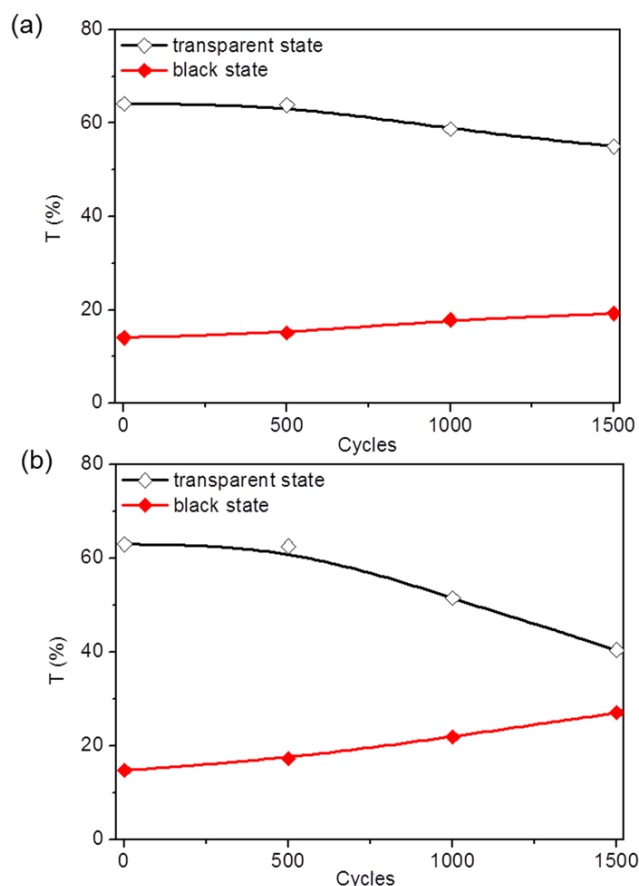 (a)
80
transparent state
black state
60
40
20
0
T (%)
0 500 1000 1500
Cycles
(b)
80
transparent state
black state
60
40
20
0
T (%)
0 500 1000 1500
Cycles